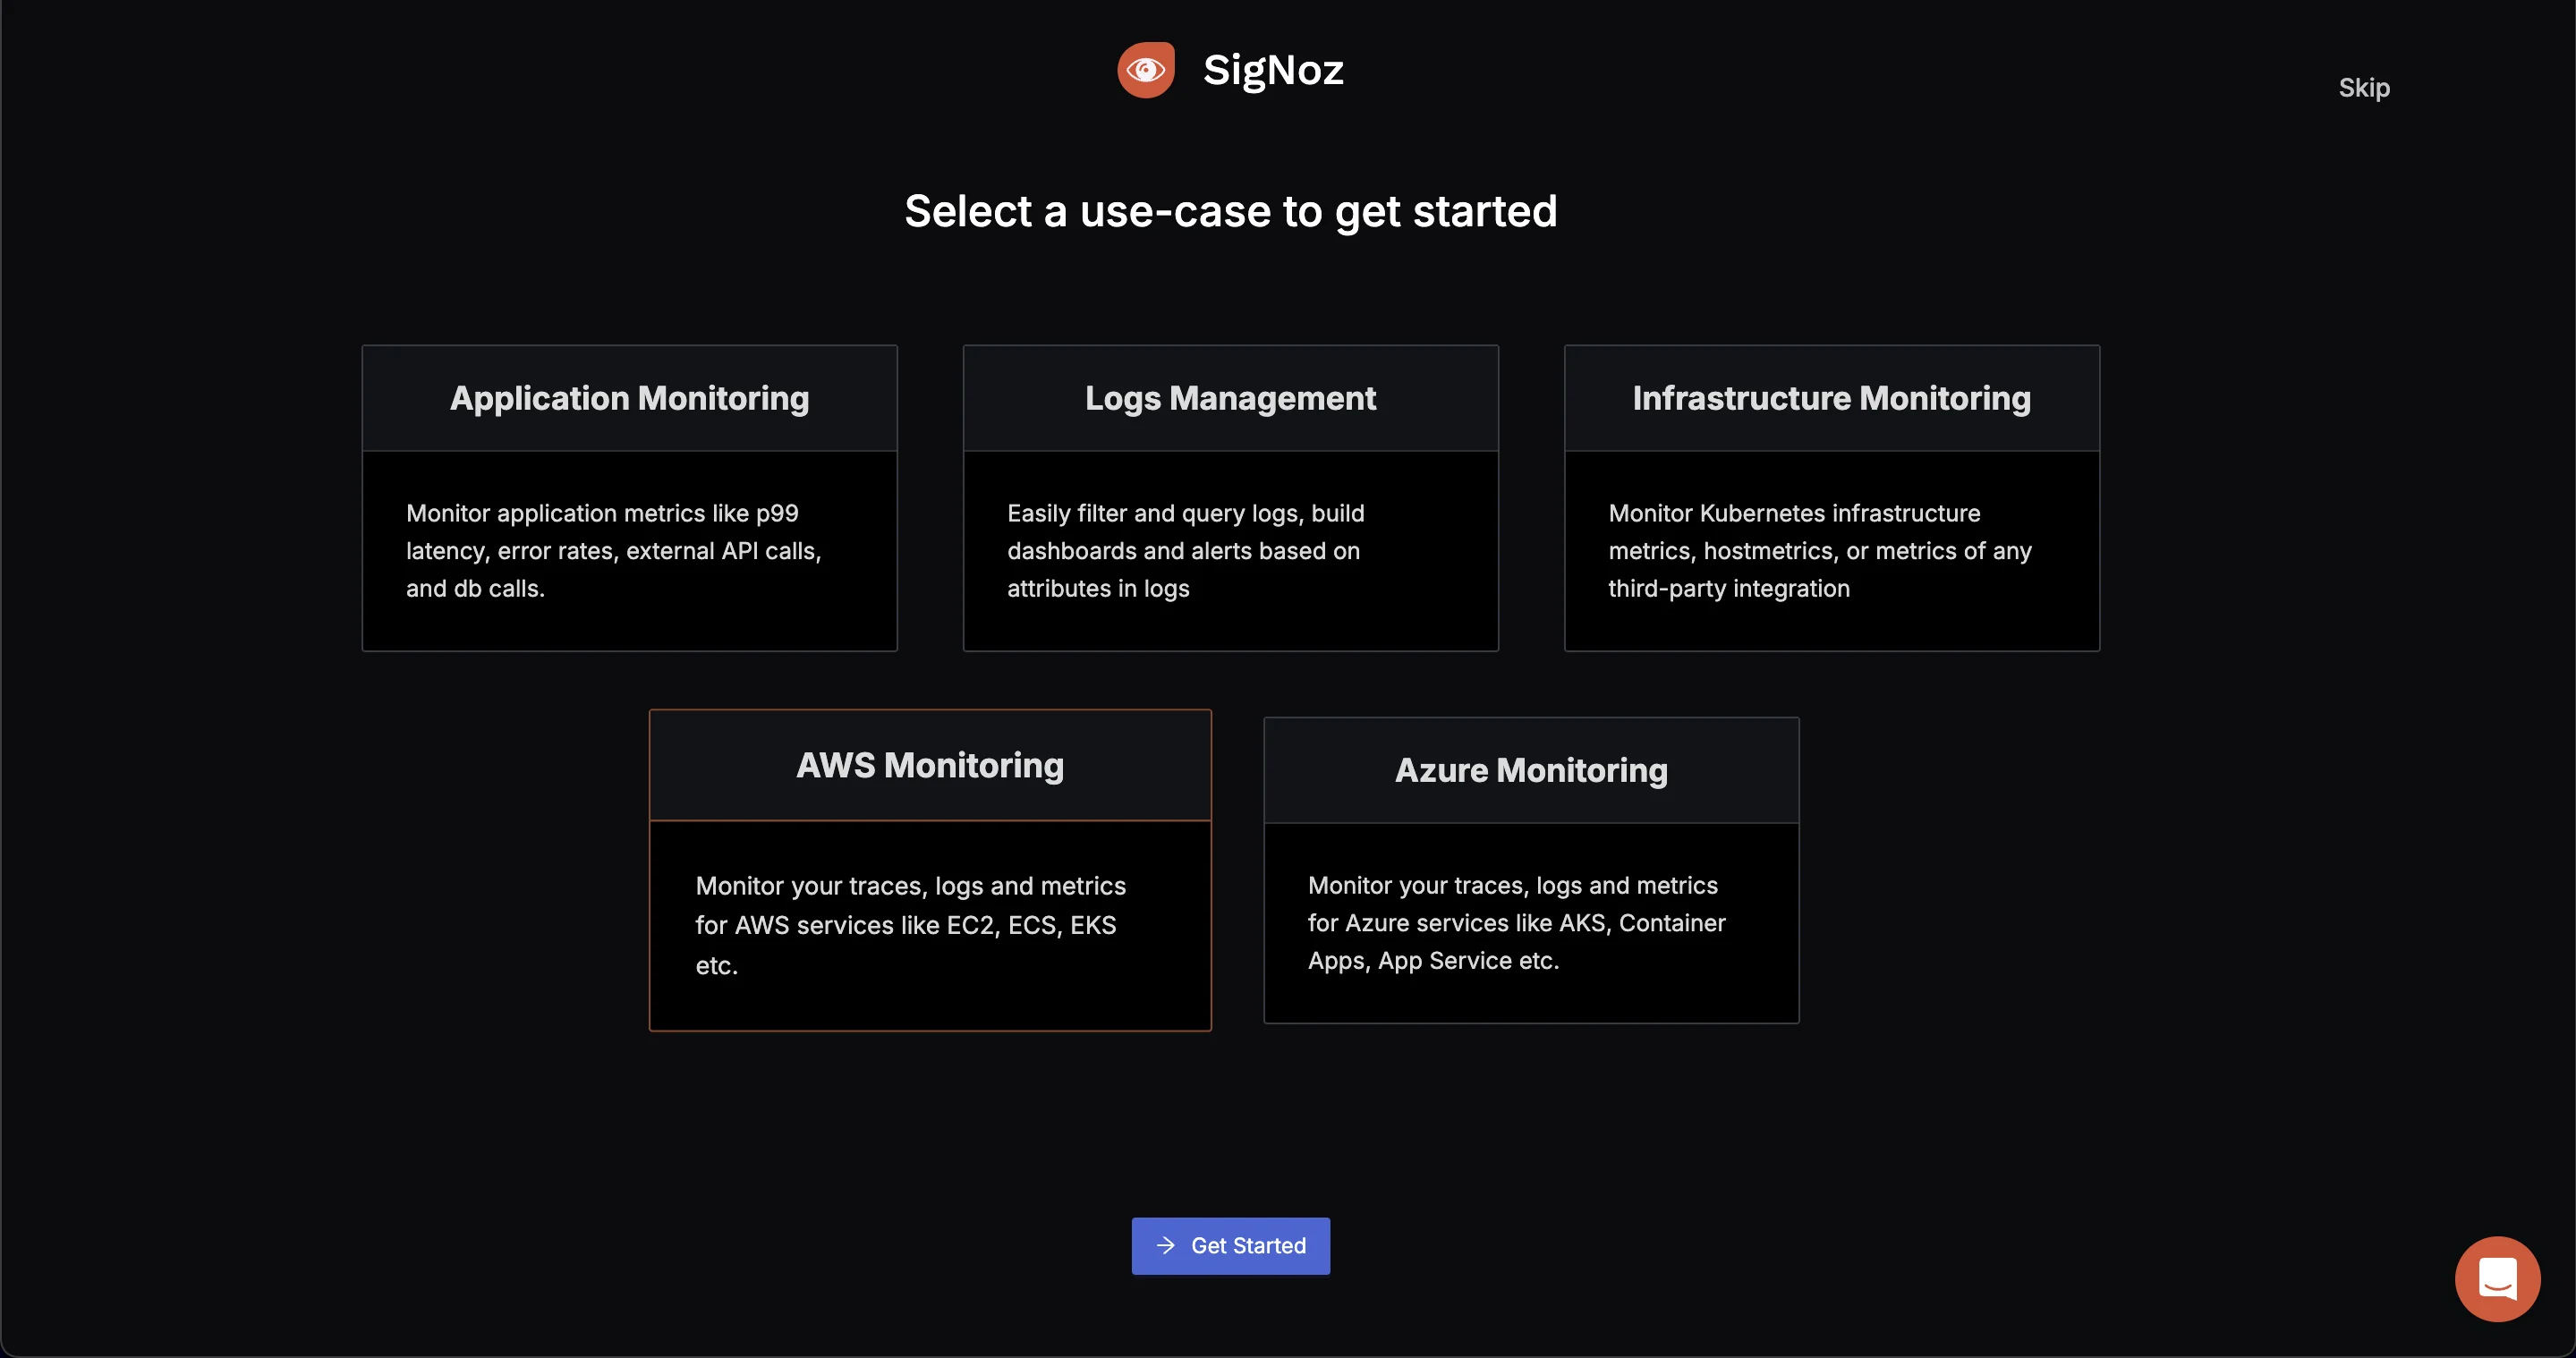 SigNoz
Skip
Select a use-case to get started
Application Monitoring
Monitor application metrics like p99
latency, error rates, external API calls,
and db calls.
Logs Management
Easily filter and query logs, build
dashboards and alerts based on
attributes in logs
Infrastructure Monitoring
Monitor Kubernetes infrastructure
metrics, hostmetrics, or metrics of any
third-party integration
AWS Monitoring
Monitor your traces, logs and metrics
for AWS services like EC2, ECS, EKS
etc.
Azure Monitoring
Monitor your traces, logs and metrics
for Azure services like AKS, Container
Apps, App Service etc.
Get Started